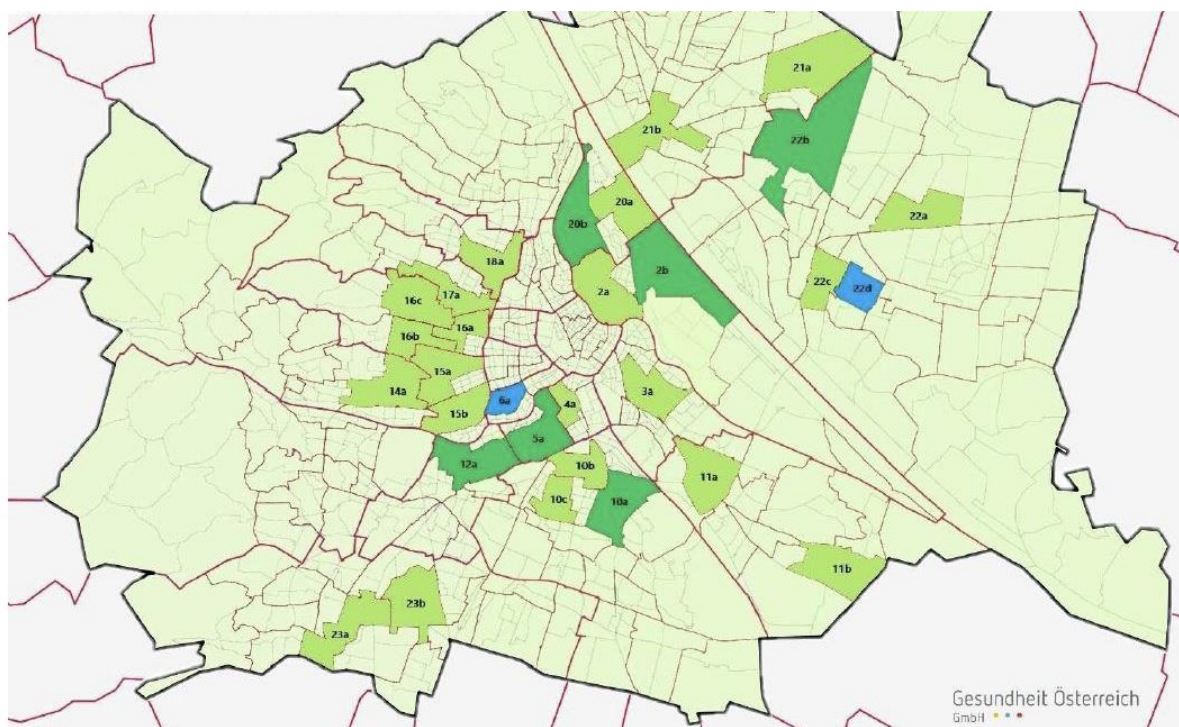 21a
21b
22b
20a
22a
20b
18a
2b
22c
22d
2a
17a
16c
16a
16b
15a
14a
6a
4a
3a
15b
5a
12a
10b
11a
10c
10a
11b
23b
23a
Gesundheit Österreich
GmbH